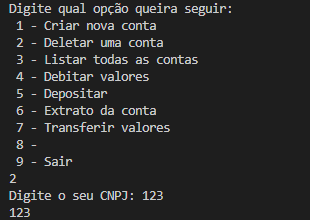 Digite qual opção queira seguir:
1 - Criar nova conta
2 - Deletar uma conta
3 - Listar todas as contas
4 - Debitar valores
5 - Depositar
6 - Extrato da conta
7 - Transferir valores
8 -
9 - Sair
2
Digite o seu CNPJ: 123
123